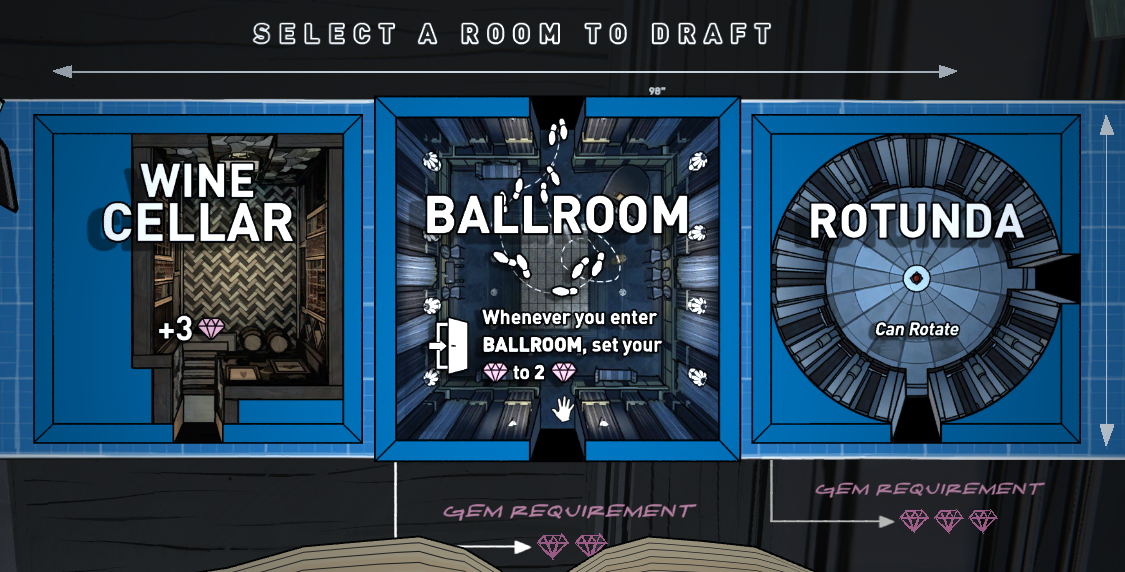 SELECT A ROOM TO DRAFT
98"
WINE
CELLAR
+3
BALLROOM
Whenever you enter
BALLROOM, set your
to 2
ROTUNDA
Can Rotate
GEM REQUIREMENT
GEM REQUIREMENT